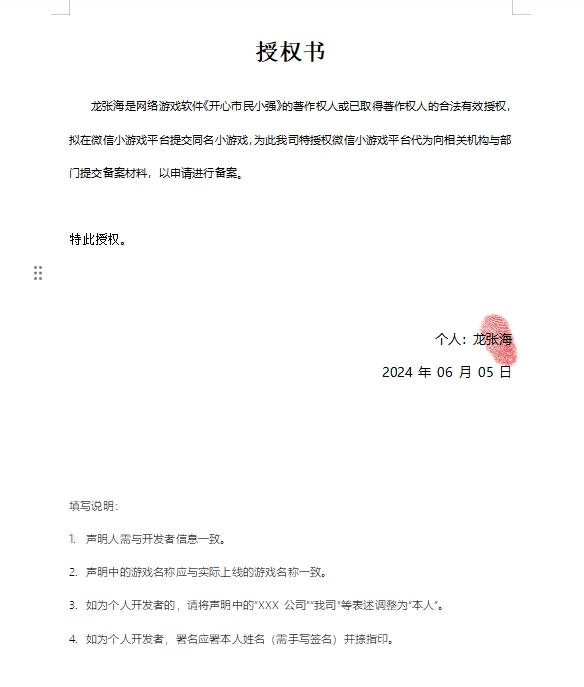 授权书
龙张海是网络游戏软件《开心市民小强》的著作权人或已取得著作权人的合法有效授权，
拟在微信小游戏平台提交同名小游戏，为此我司特授权微信小游戏平台代为向相关机构与部
门提交备案材料，以申请进行备案。
特此授权。
个人：龙张海
2024 年 06 月 05 日
填写说明：
1. 声明人需与开发者信息一致。
2. 声明中的游戏名称应与实际上线的游戏名称一致。
3. 如为个人开发者的，请将声明中的“XXX 公司”“我司”等表述调整为“本人”。
4. 如为个人开发者，署名应署本人姓名（需手写签名）并捺指印。